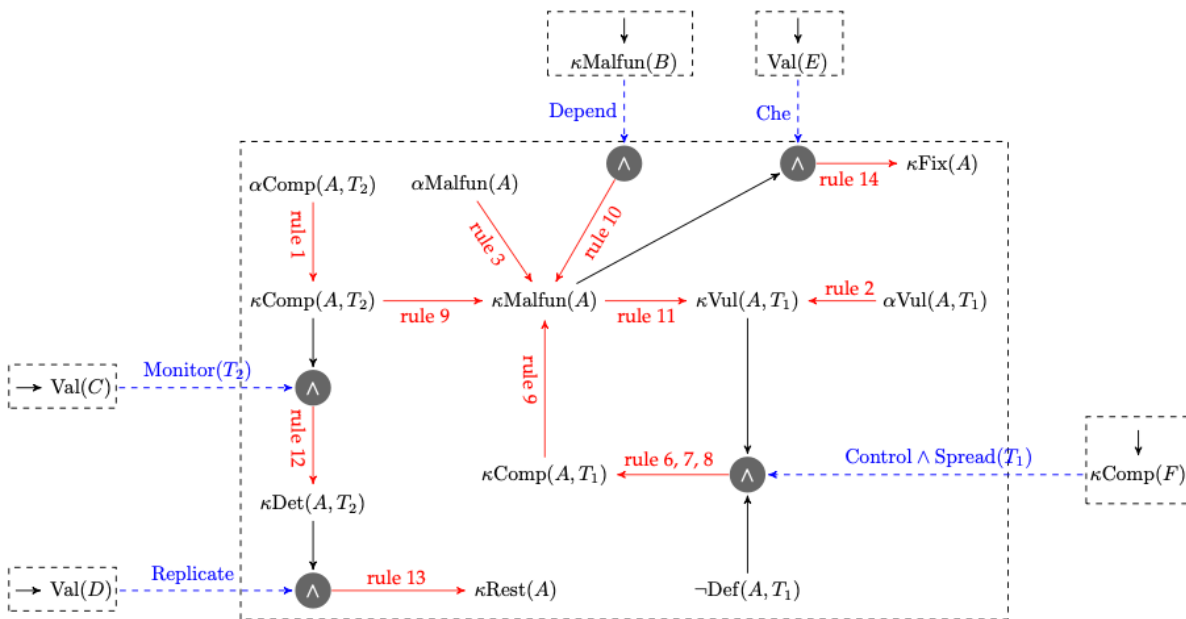 κMalfun(B)
Val(E)
Depend
Che
∧
∧
κFix(A)
rule 14
αComp(A, T₂)
αMalfun(A)
rule 1
rule 3
rule 10
κComp(A, T₂)
rule 9
κMalfun(A)
rule 11
κVul(A, T₁)
rule 2
αVul(A, T₁)
Val(C)
Monitor(T₂)
∧
rule 9
rule 12
κComp(A, T₁)
rule 6, 7, 8
∧
Control ∧ Spread(T₁)
κComp(F)
κDet(A, T₂)
Val(D)
Replicate
∧
rule 13
κRest(A)
¬Def(A, T₁)